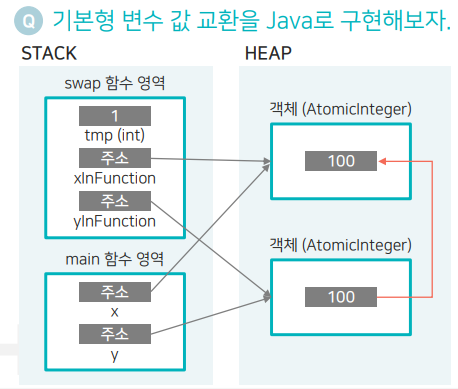 Q 기본형 변수 값 교환을 Java로 구현해보자.
STACK
HEAP
swap 함수 영역
1
tmp (int)
주소
xInFunction
주소
yInFunction
main 함수 영역
주소
x
주소
y
객체 (AtomicInteger)
100
객체 (AtomicInteger)
100